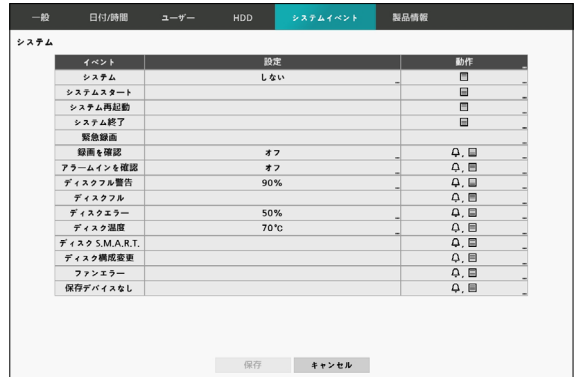 一般 日付/時間 ユーザー HDD システムイベント 製品情報
システム
イベント 設定 動作
システム しない
システムスタート
システム再起動
システム終了
緊急録画
録画を確認 オフ
アラームインを確認 オフ
ディスクフル警告 90%
ディスクフル
ディスクエラー 50%
ディスク温度 70°C
ディスク S.M.A.R.T.
ディスク構成変更
ファンエラー
保存デバイスなし
保存 キャンセル